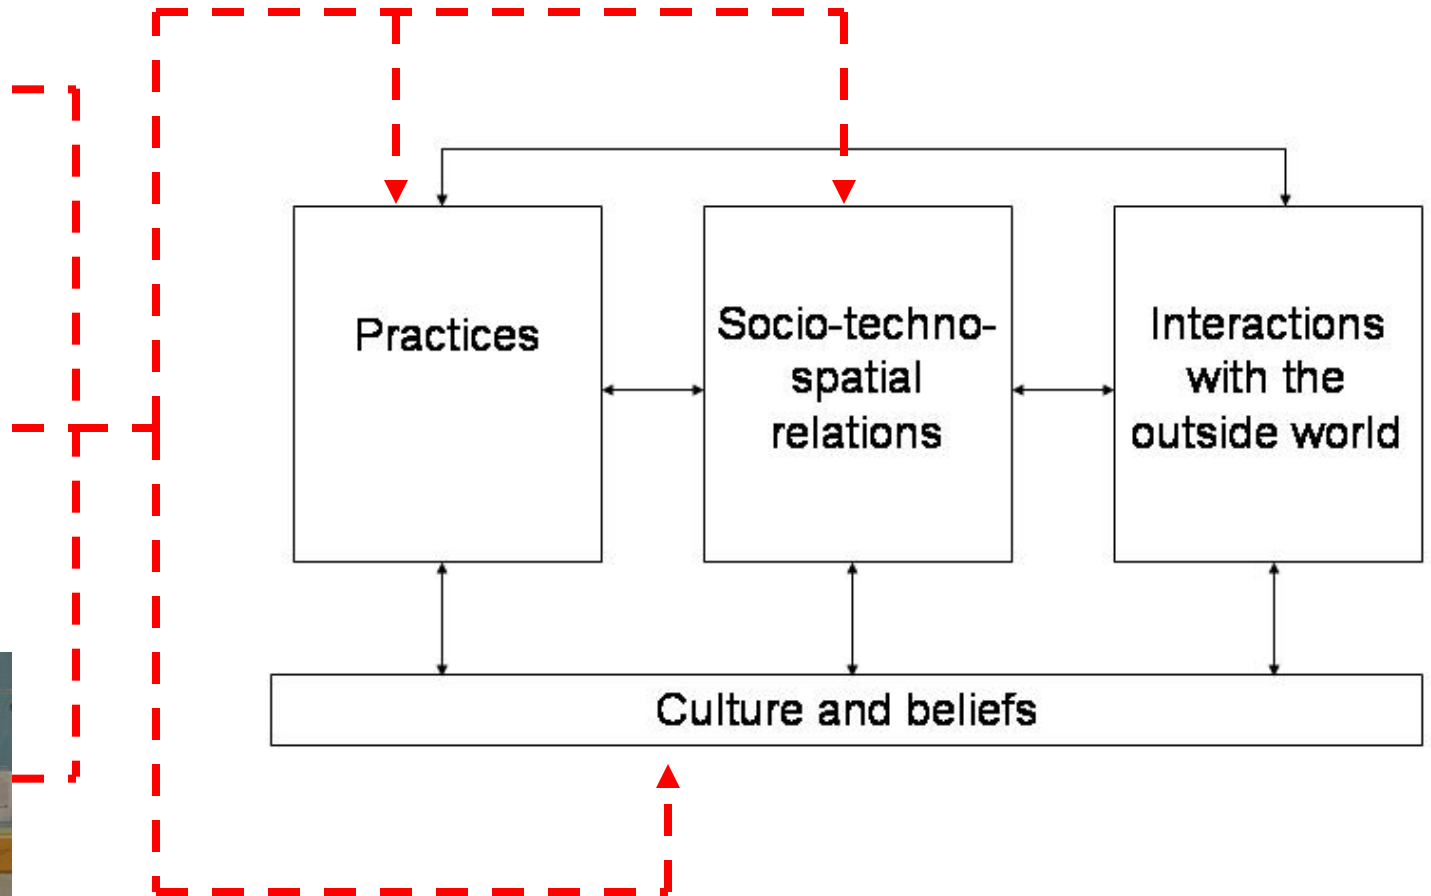 Practices
Socio-techno-
spatial
relations
Interactions
with the
outside world
Culture and beliefs